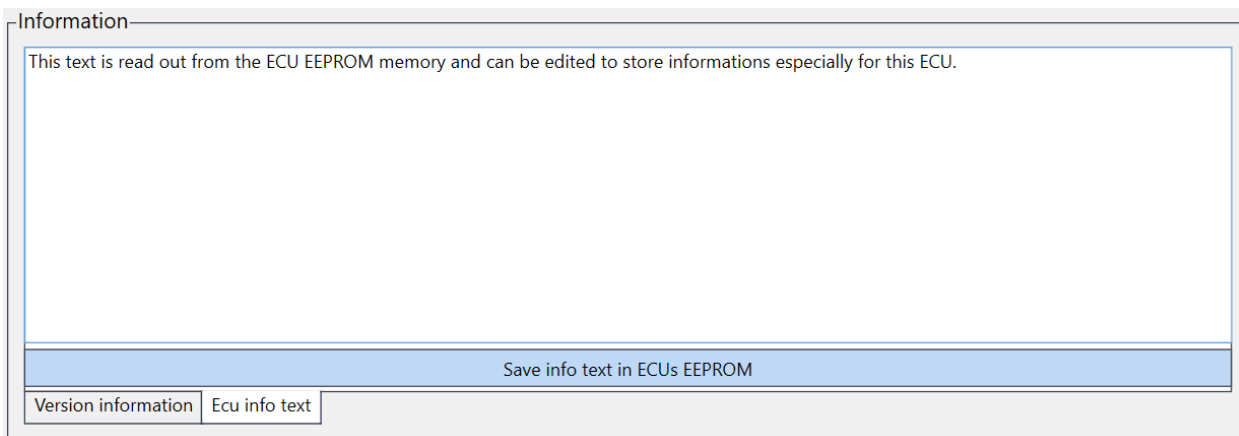 Information
This text is read out from the ECU EEPROM memory and can be edited to store informations especially for this ECU.
Save info text in ECUs EEPROM
Version information
Ecu info text